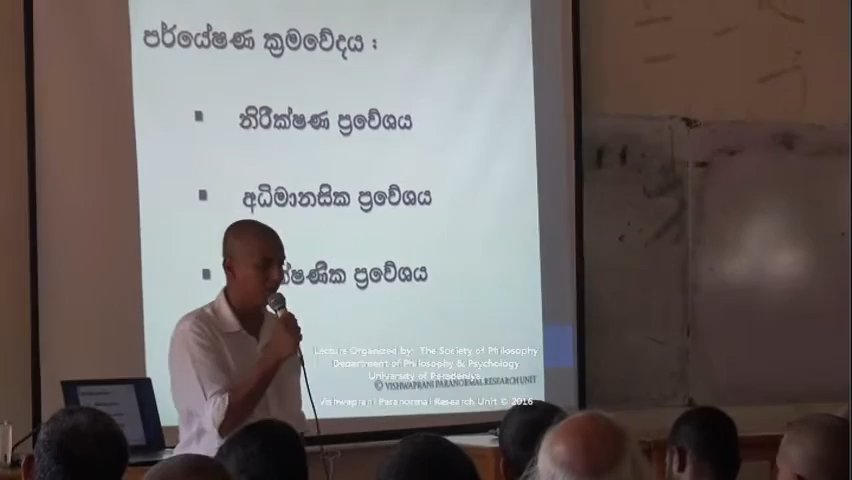 පර්යේෂණ ක්‍රමවේදය :
▪ නිරීක්ෂණ ප්‍රවේශය
▪ අධිමානසික ප්‍රවේශය
▪ ප්‍රවේශය
Lecture Organized by: The Society of Philosophy
Department of Philosophy & Psychology
University of Peradeniya
© VISHWAPRANI PARANORMAL RESEARCH UNIT
Vishwaprani Paranormal Research Unit © 2016